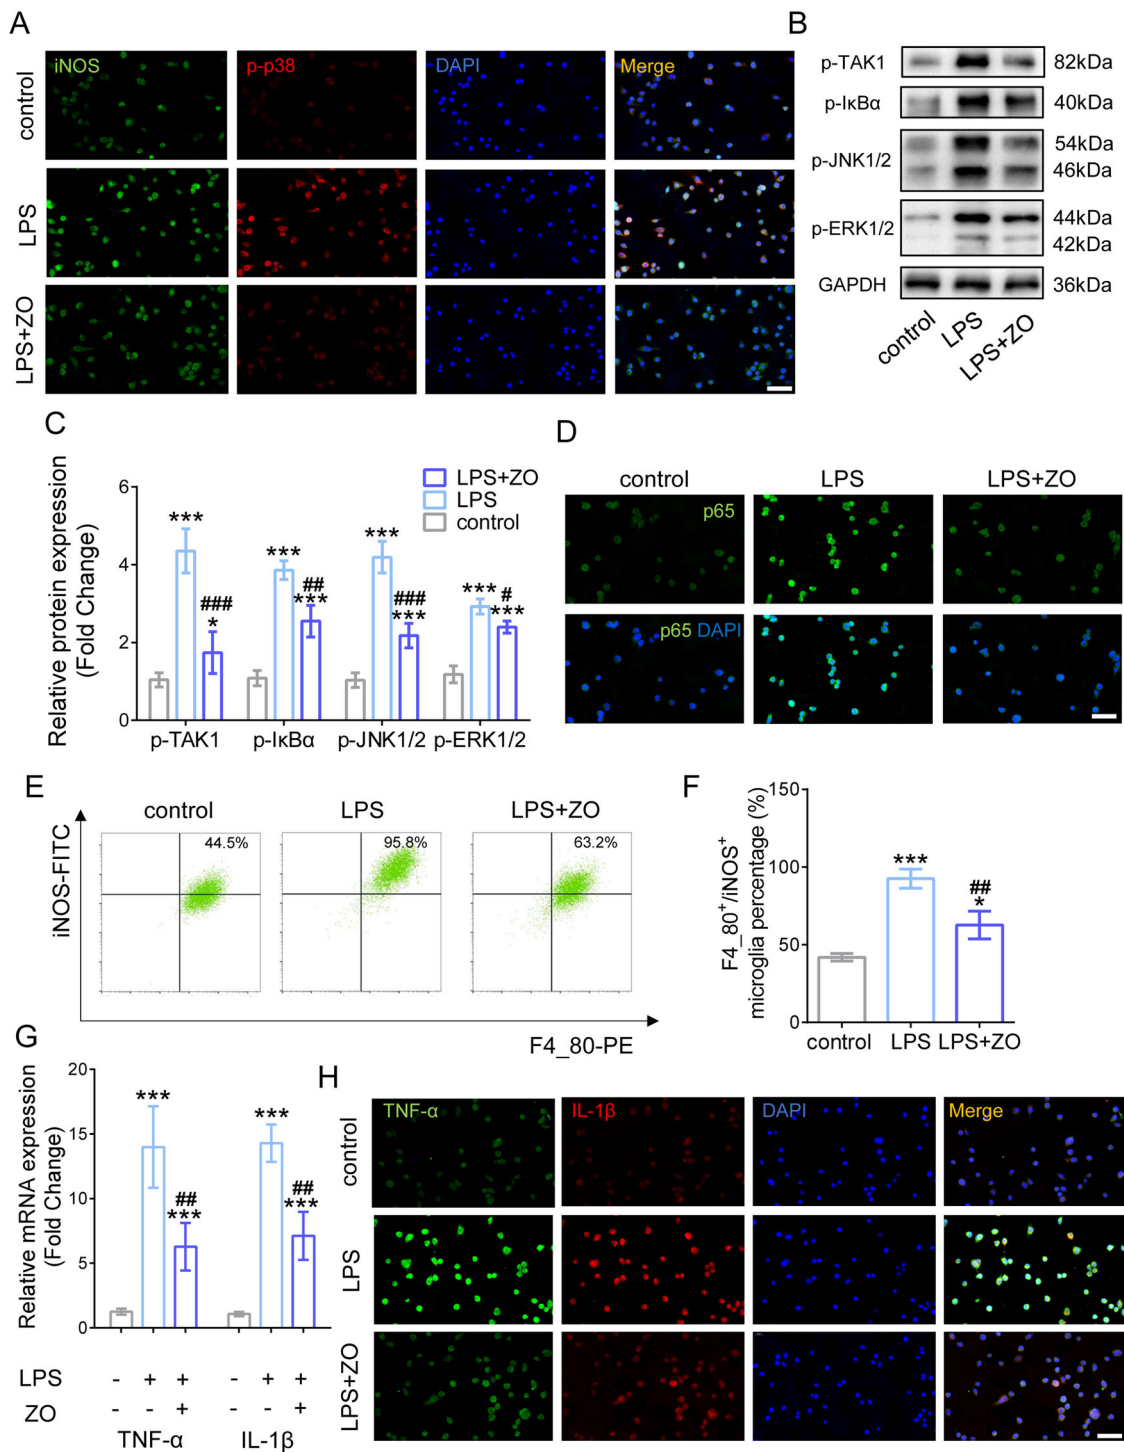 A
iNOS
p-p38
DAPI
Merge
control
LPS
LPS+ZO
B
p-TAK1
82kDa
p-IκBα
40kDa
p-JNK1/2
54kDa
46kDa
p-ERK1/2
44kDa
42kDa
GAPDH
36kDa
control
LPS
LPS+ZO
C
Relative protein expression
(Fold Change)
6
4
2
0
LPS+ZO
LPS
control
***
###
*
***
##
***
***
###
***
***
#
***
p-TAK1
p-IκBα
p-JNK1/2
p-ERK1/2
D
control
LPS
LPS+ZO
p65
p65 DAPI
E
control
LPS
LPS+ZO
iNOS-FITC
44.5%
95.8%
63.2%
F4_80-PE
F
F4_80⁺/iNOS⁺
microglia percentage (%)
150
100
50
0
***
##
*
control
LPS
LPS+ZO
G
Relative mRNA expression
(Fold Change)
20
15
10
5
0
***
##
***
***
##
***
LPS
- + + - + +
ZO
- - + - - +
TNF-α
IL-1β
H
TNF-α
IL-1β
DAPI
Merge
control
LPS
LPS+ZO